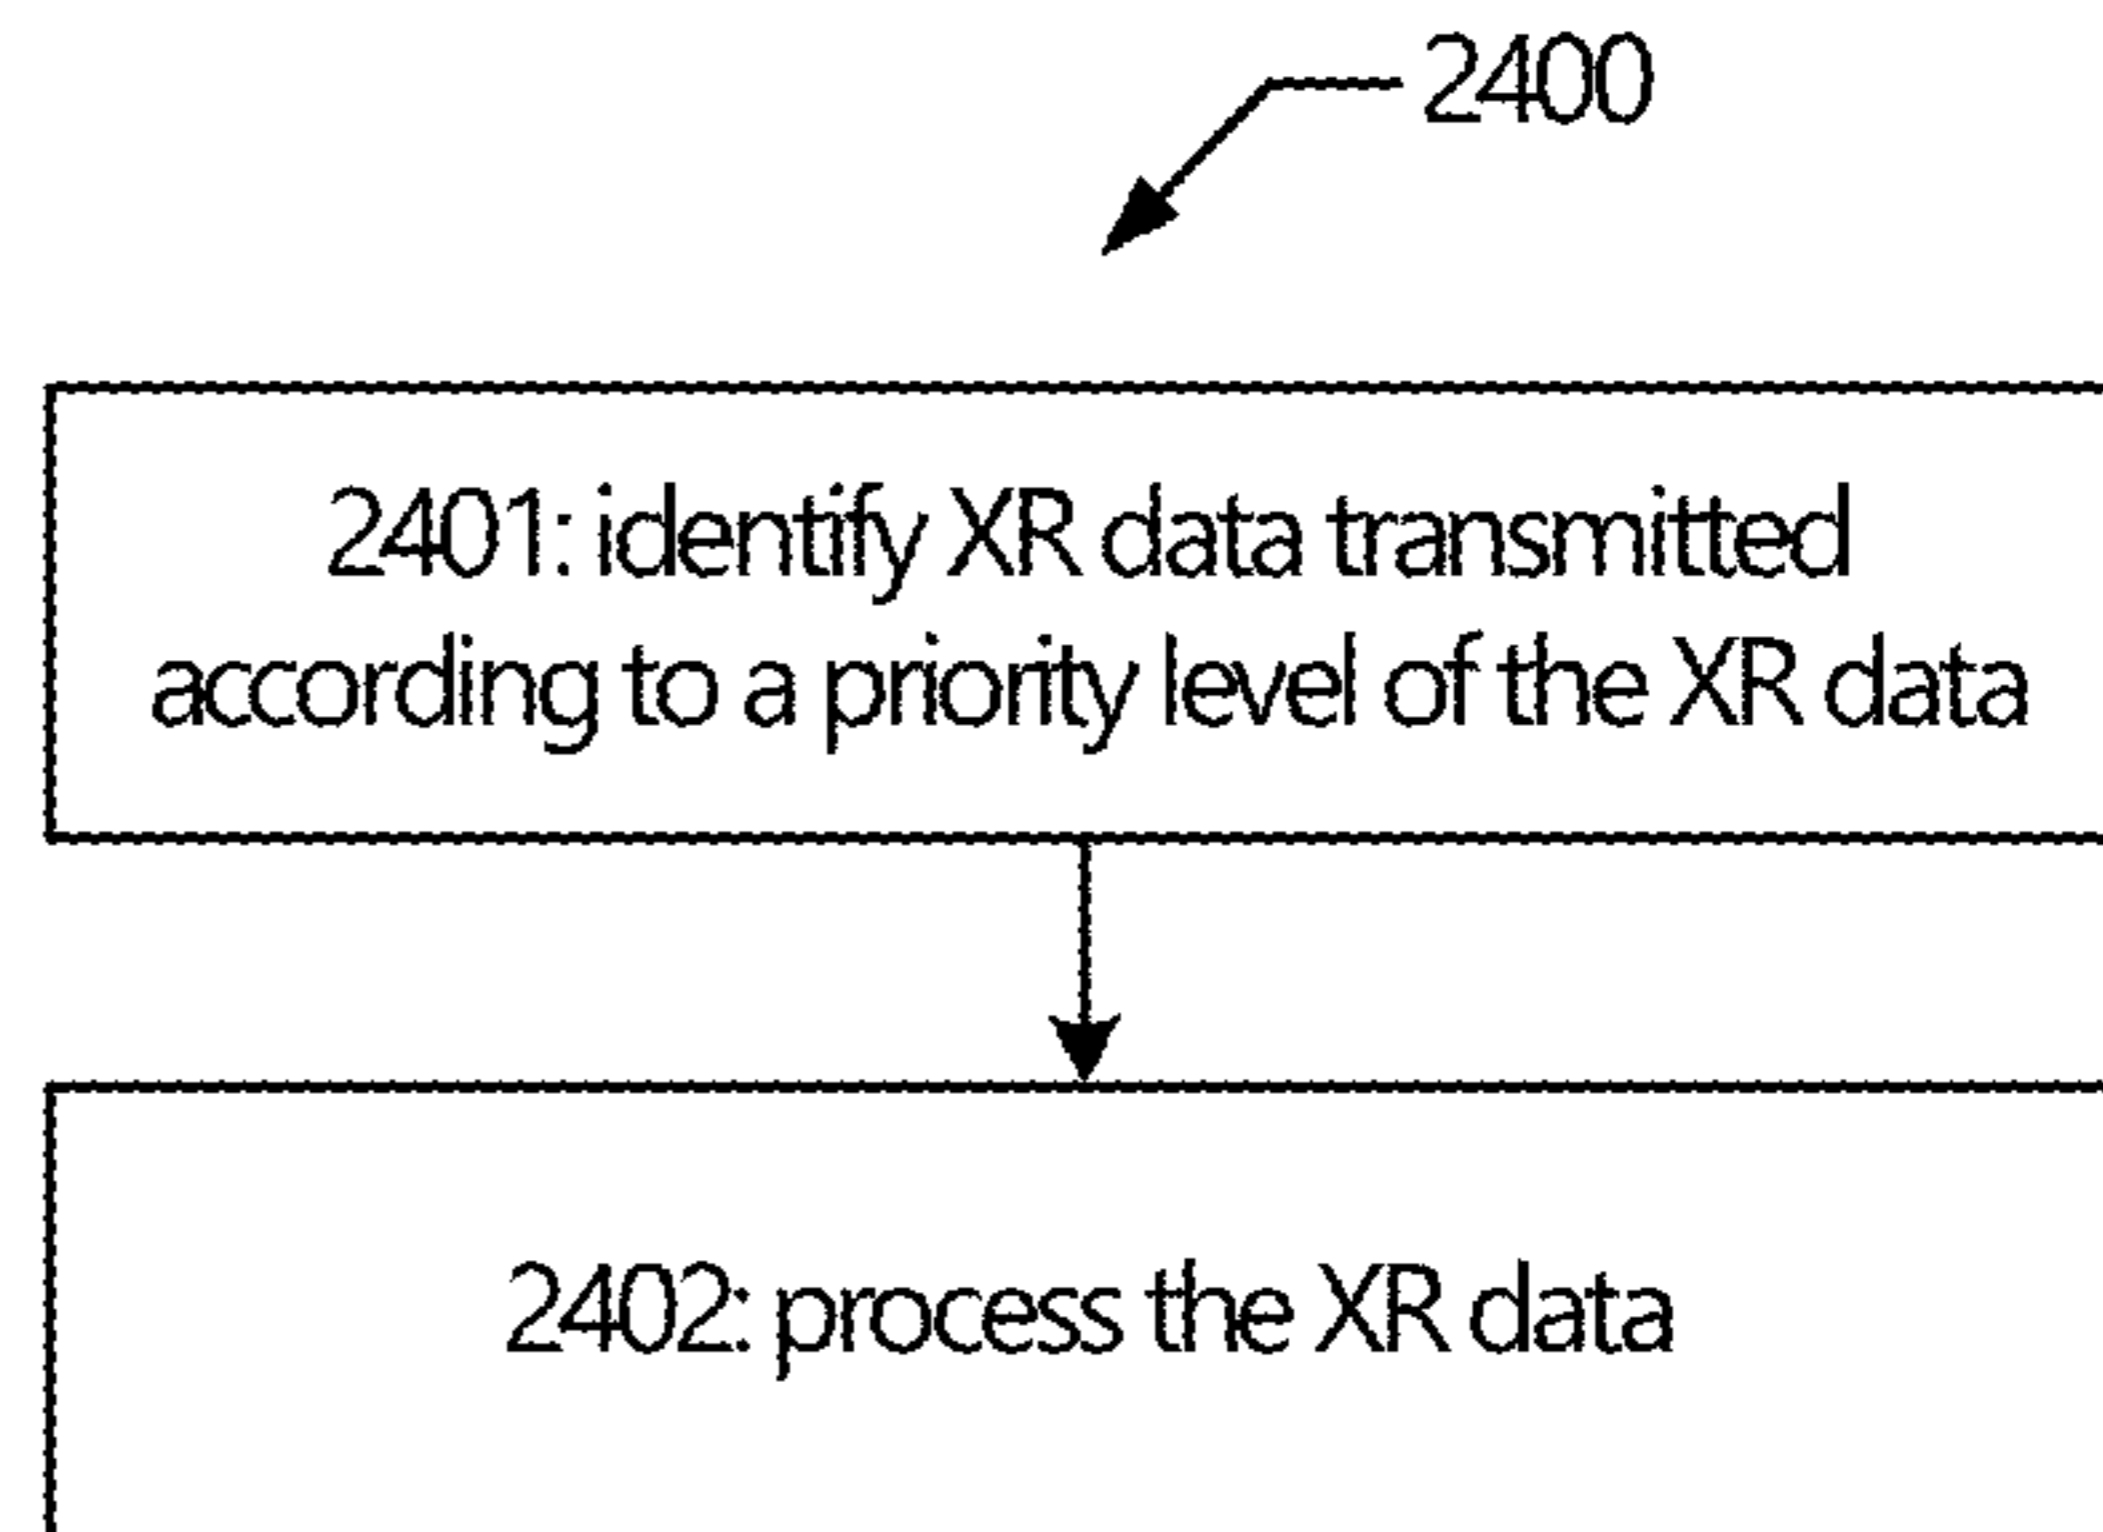 2400
2401: identify XR data transmitted
according to a priority level of the XR data
2402: process the XR data